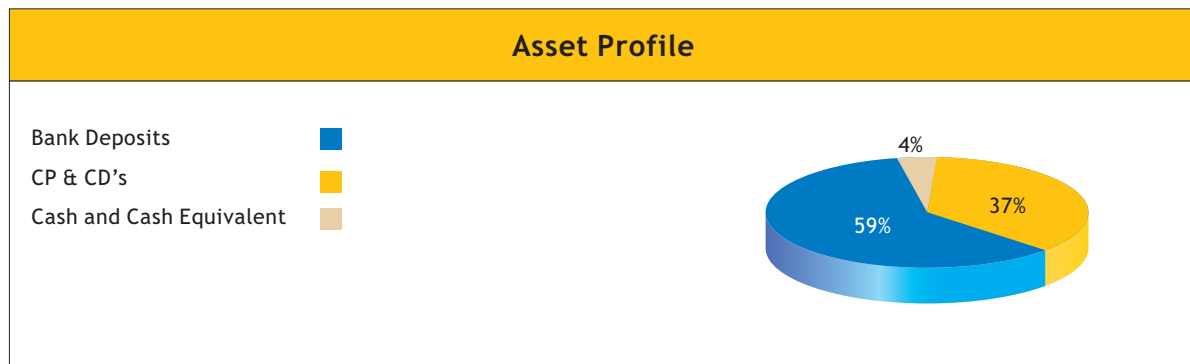 Asset Profile
Bank Deposits
CP & CD’s
Cash and Cash Equivalent
4%
37%
59%